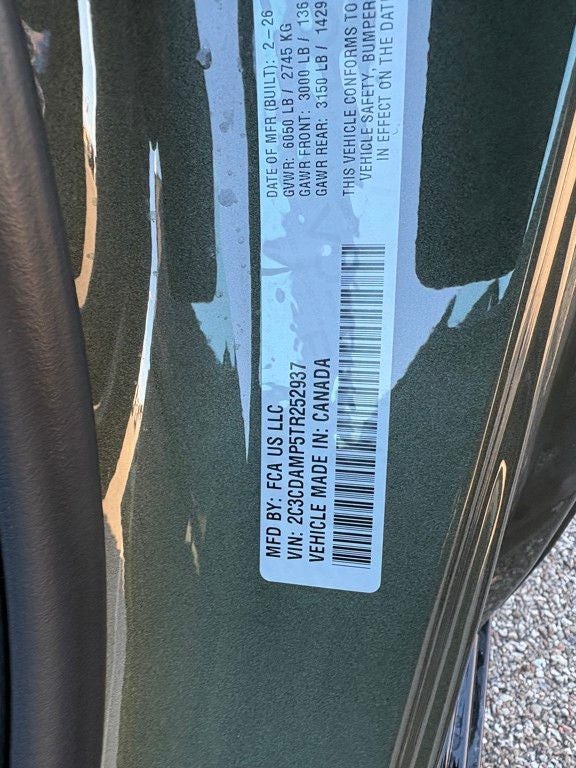 MFD BY: FCA US LLC
VIN: 2C3CDAMP5TR252937
VEHICLE MADE IN: CANADA
DATE OF MFR (BUILT): 2-26
GVWR: 6050 LB / 2745 KG
GAWR FRONT: 3000 LB / 136
GAWR REAR: 3150 LB / 1429
THIS VEHICLE CONFORMS TO
VEHICLE SAFETY, BUMPER
IN EFFECT ON THE DAT